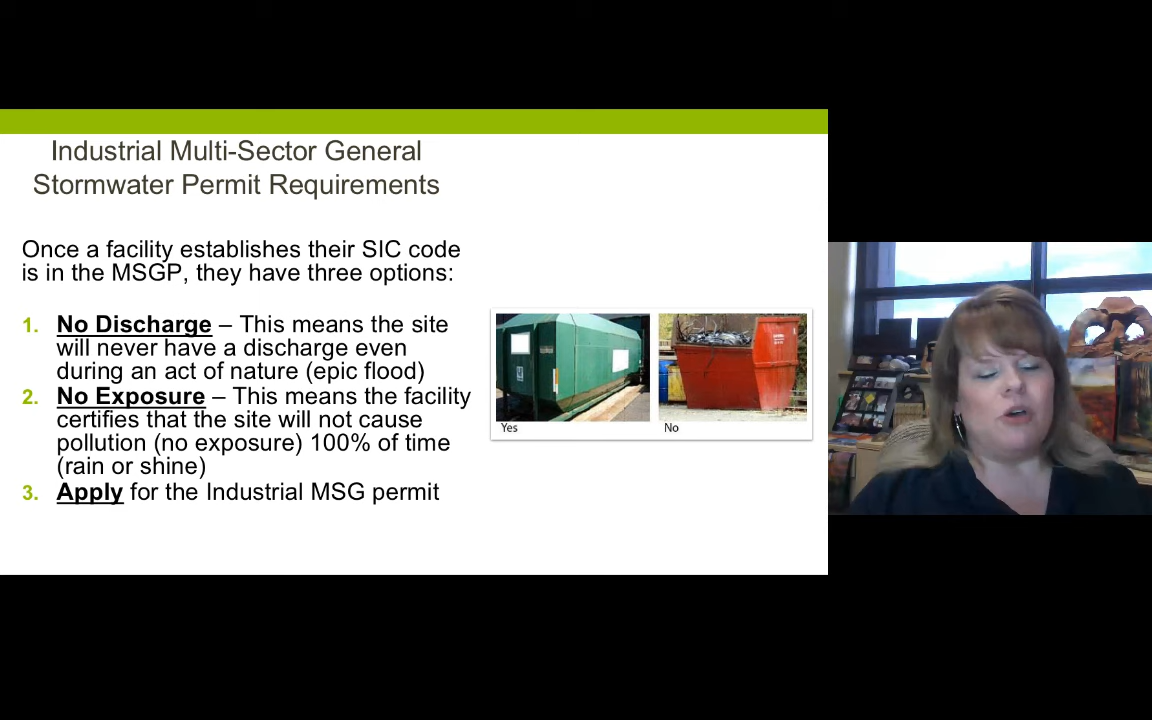 Industrial Multi-Sector General
Stormwater Permit Requirements
Once a facility establishes their SIC code
is in the MSGP, they have three options:
1. No Discharge – This means the site
will never have a discharge even
during an act of nature (epic flood)
2. No Exposure – This means the facility
certifies that the site will not cause
pollution (no exposure) 100% of time
(rain or shine)
3. Apply for the Industrial MSG permit
Yes
No